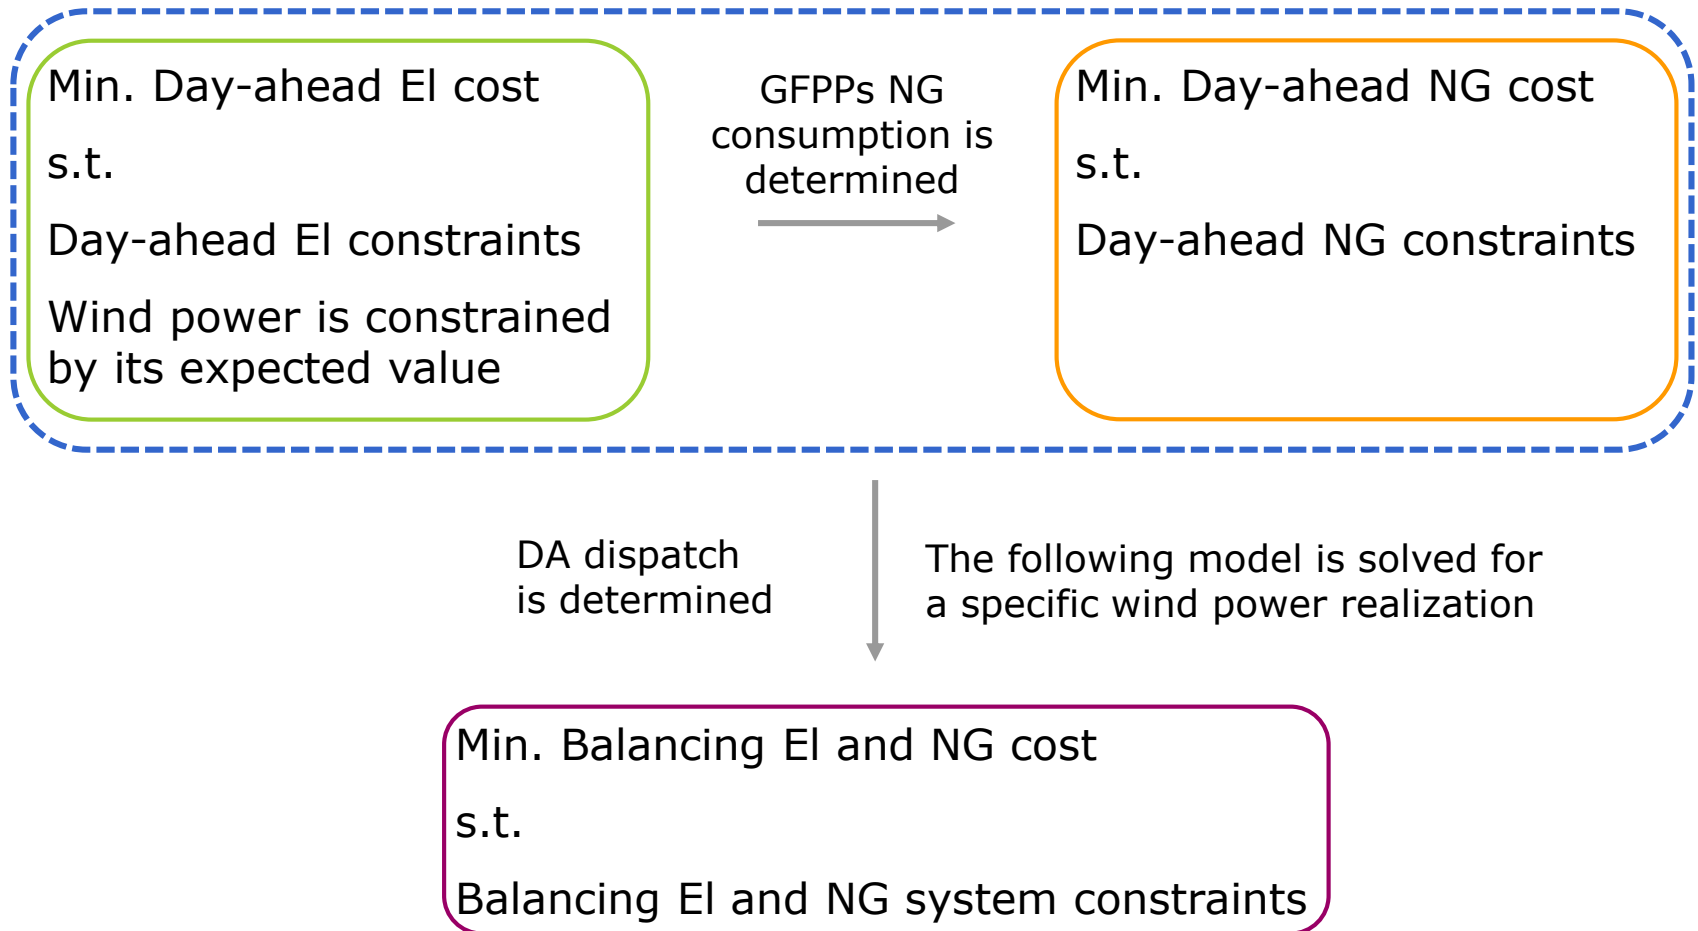 Min. Day-ahead El cost
s.t.
Day-ahead El constraints
Wind power is constrained
by its expected value
GFPPs NG
consumption is
determined
Min. Day-ahead NG cost
s.t.
Day-ahead NG constraints
DA dispatch
is determined
The following model is solved for
a specific wind power realization
Min. Balancing El and NG cost
s.t.
Balancing El and NG system constraints